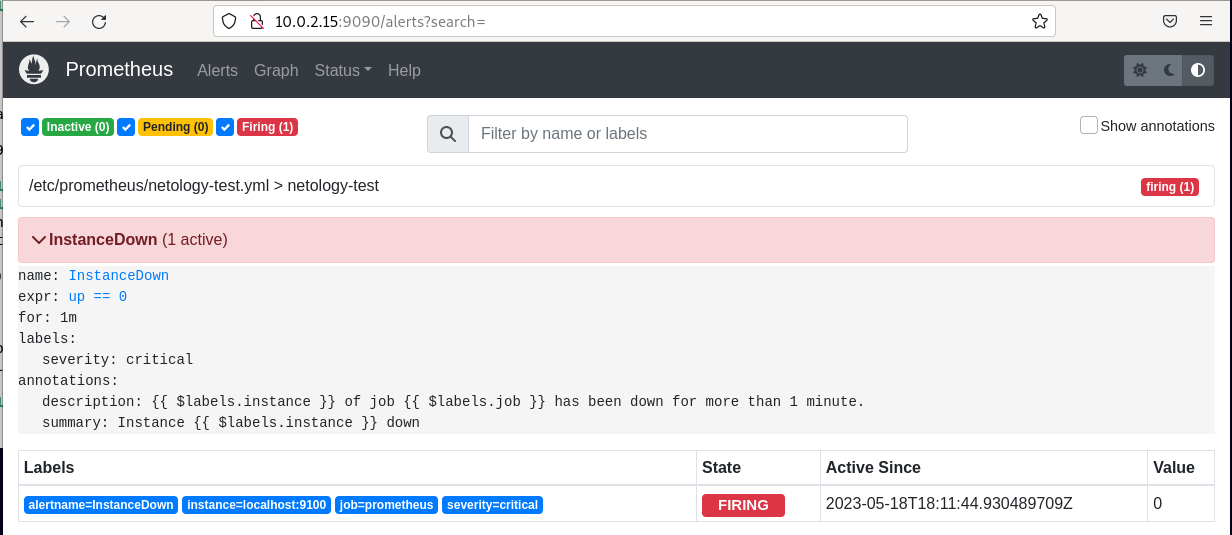 10.0.2.15:9090/alerts?search=
Prometheus Alerts Graph Status Help
Inactive (0) Pending (0) Firing (1) Filter by name or labels Show annotations
/etc/prometheus/netology-test.yml > netology-test firing (1)
InstanceDown (1 active)
name: InstanceDown
expr: up == 0
for: 1m
labels:
severity: critical
annotations:
description: {{ $labels.instance }} of job {{ $labels.job }} has been down for more than 1 minute.
summary: Instance {{ $labels.instance }} down
Labels State Active Since Value
alertname=InstanceDown instance=localhost:9100 job=prometheus severity=critical FIRING 2023-05-18T18:11:44.930489709Z 0